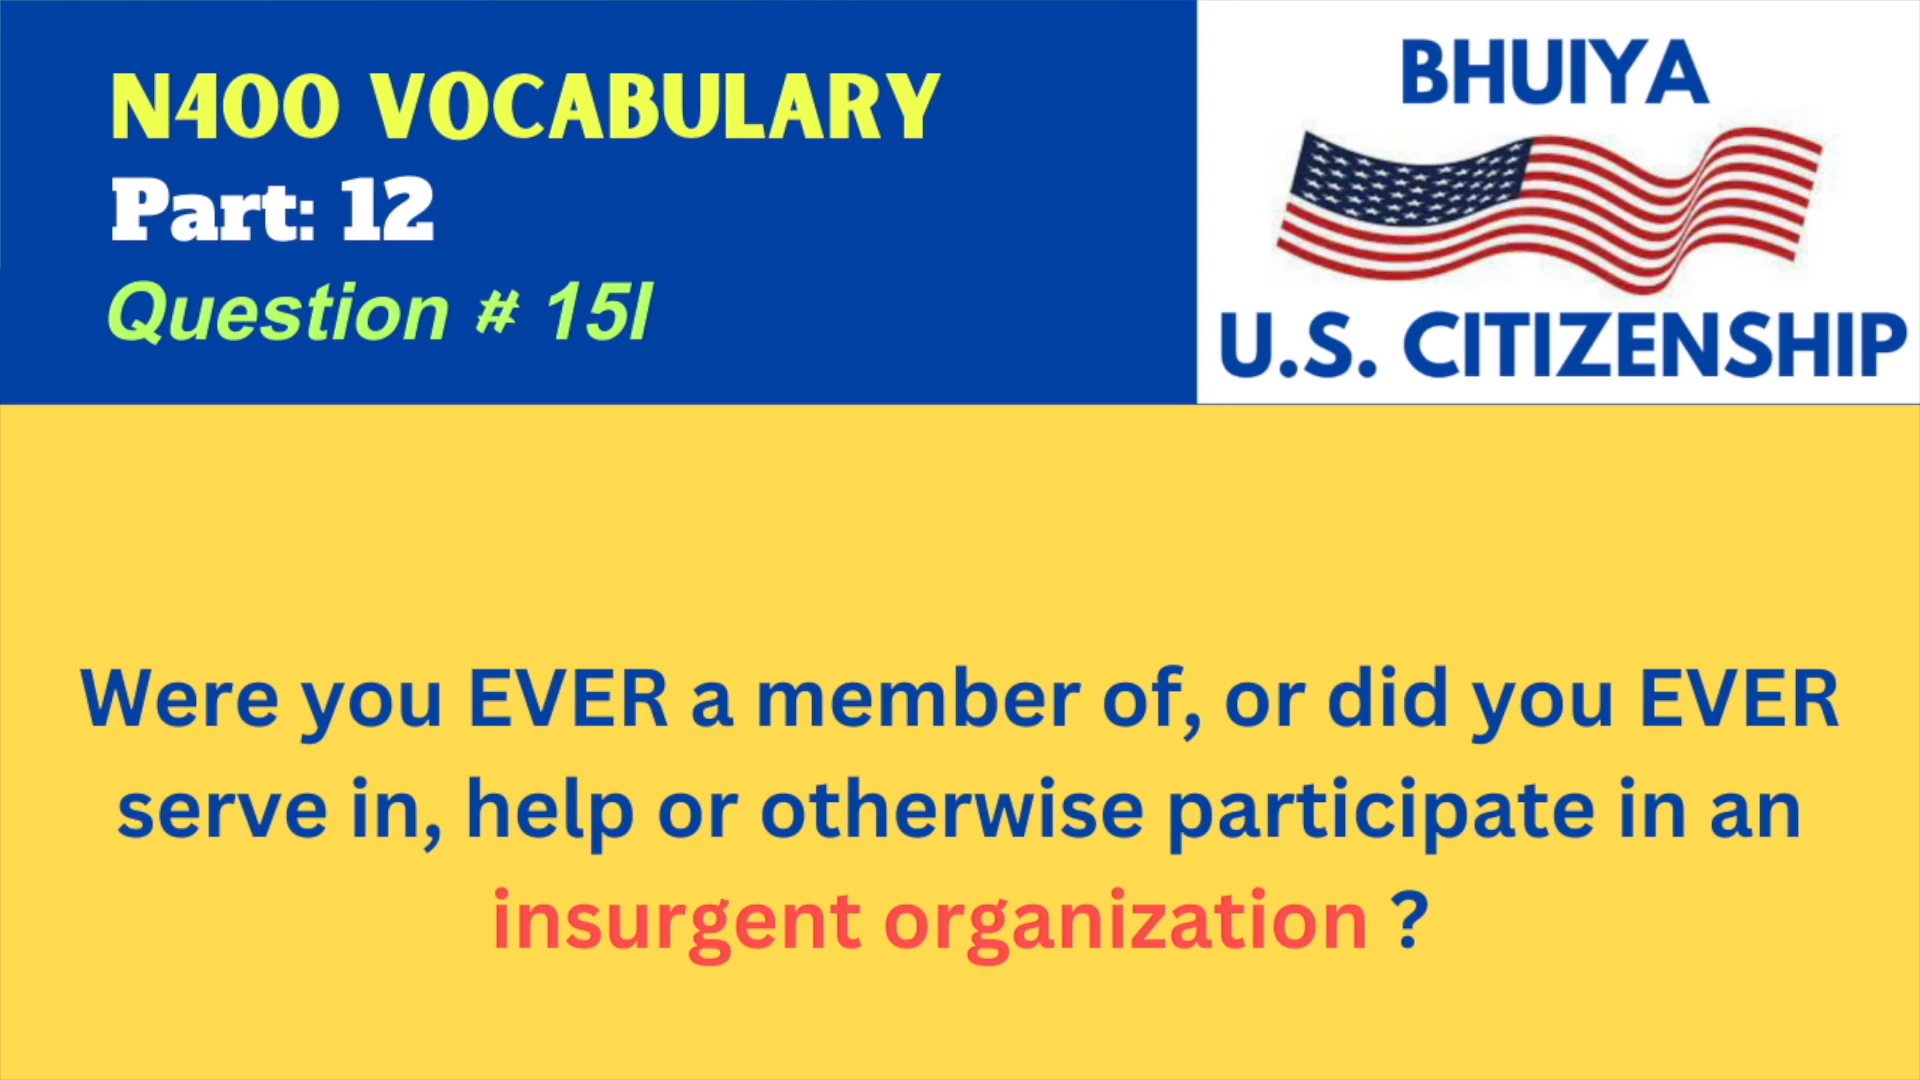 N400 VOCABULARY
Part: 12
Question # 15I
BHUIYA
U.S. CITIZENSHIP
Were you EVER a member of, or did you EVER
serve in, help or otherwise participate in an
insurgent organization ?